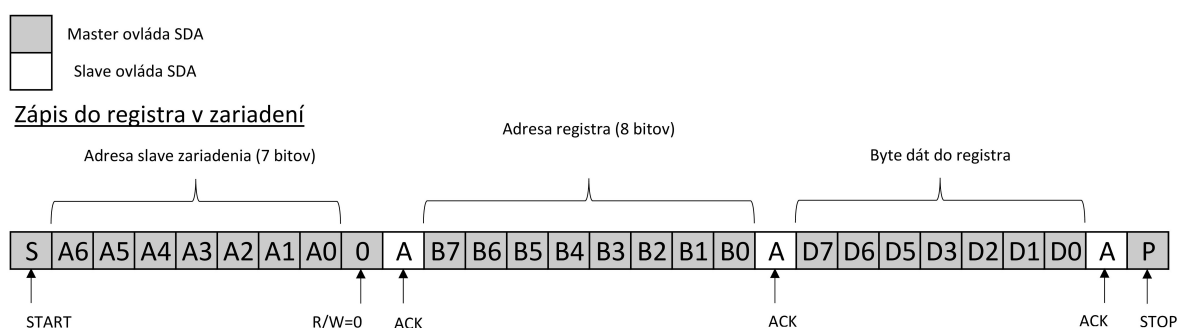 Master ovláda SDA
Slave ovláda SDA
Zápis do registra v zariadení
Adresa registra (8 bitov)
Adresa slave zariadenia (7 bitov)
Byte dát do registra
S A6 A5 A4 A3 A2 A1 A0 0 A B7 B6 B5 B4 B3 B2 B1 B0 A D7 D6 D5 D3 D2 D1 D0 A P
START R/W=0 ACK ACK ACK STOP